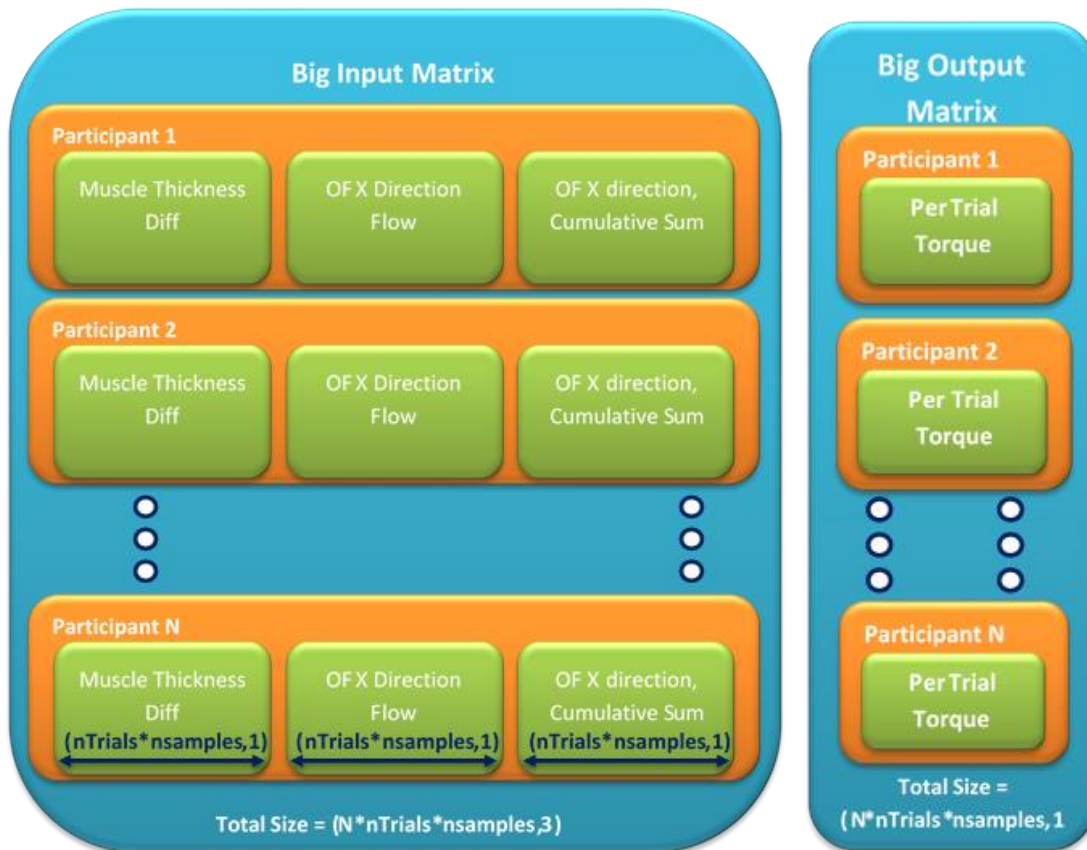 Big Input Matrix
Participant 1
Muscle Thickness
Diff
OF X Direction
Flow
OF X direction,
Cumulative Sum
Participant 2
Muscle Thickness
Diff
OF X Direction
Flow
OF X direction,
Cumulative Sum
Participant N
Muscle Thickness
Diff
(nTrials*nsamples,1)
OF X Direction
Flow
(nTrials*nsamples,1)
OF X direction,
Cumulative Sum
(nTrials*nsamples,1)
Total Size = (N*nTrials*nsamples,3)
Big Output
Matrix
Participant 1
Per Trial
Torque
Participant 2
Per Trial
Torque
Participant N
Per Trial
Torque
Total Size =
(N*nTrials*nsamples,1